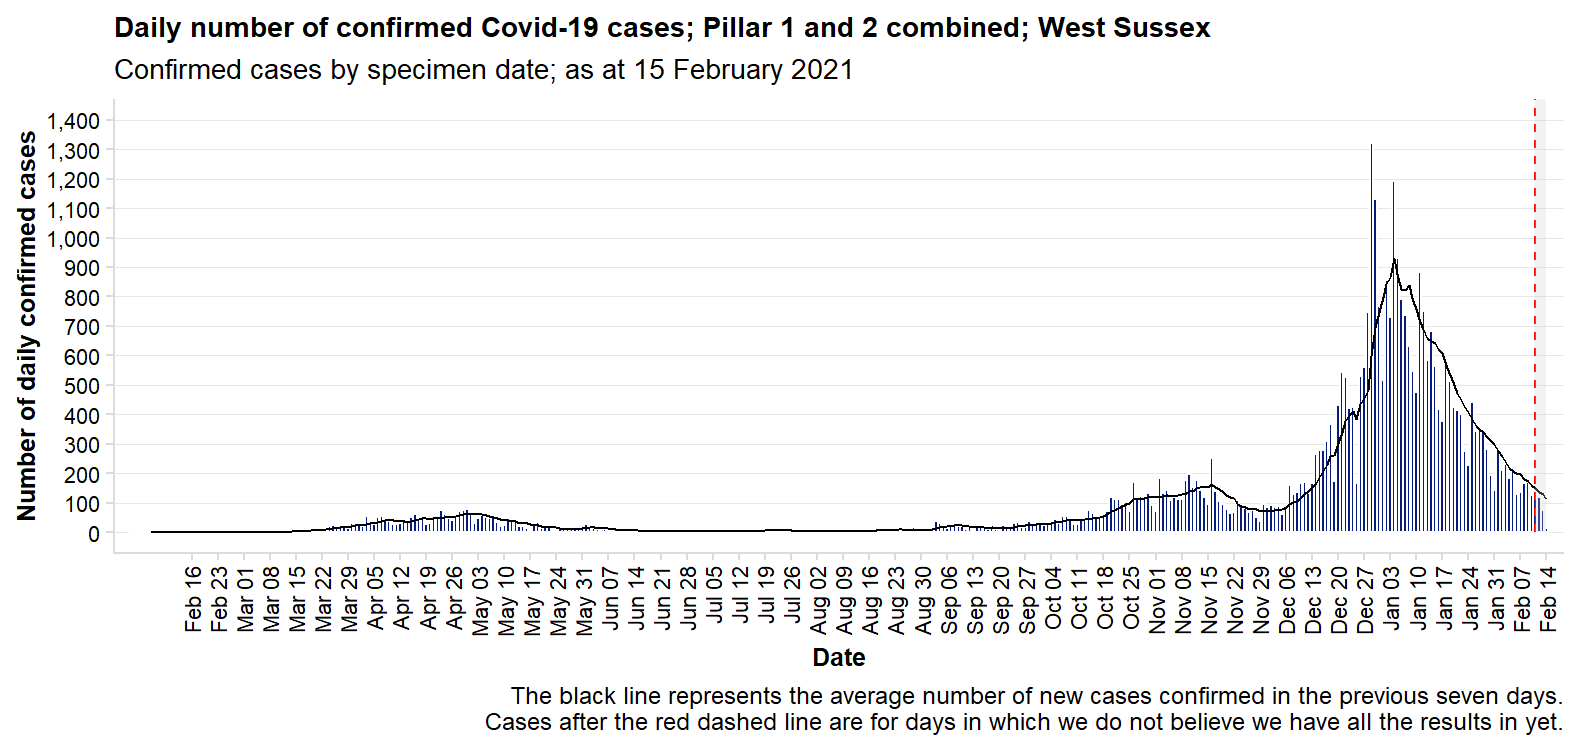 Daily number of confirmed Covid-19 cases; Pillar 1 and 2 combined; West Sussex
Confirmed cases by specimen date; as at 15 February 2021
Number of daily confirmed cases
1,400
1,300
1,200
1,100
1,000
900
800
700
600
500
400
300
200
100
0
Feb 16
Feb 23
Mar 01
Mar 08
Mar 15
Mar 22
Mar 29
Apr 05
Apr 12
Apr 19
Apr 26
May 03
May 10
May 17
May 24
May 31
Jun 07
Jun 14
Jun 21
Jun 28
Jul 05
Jul 12
Jul 19
Jul 26
Aug 02
Aug 09
Aug 16
Aug 23
Aug 30
Sep 06
Sep 13
Sep 20
Sep 27
Oct 04
Oct 11
Oct 18
Oct 25
Nov 01
Nov 08
Nov 15
Nov 22
Nov 29
Dec 06
Dec 13
Dec 20
Dec 27
Jan 03
Jan 10
Jan 17
Jan 24
Jan 31
Feb 07
Feb 14
Date
The black line represents the average number of new cases confirmed in the previous seven days.
Cases after the red dashed line are for days in which we do not believe we have all the results in yet.